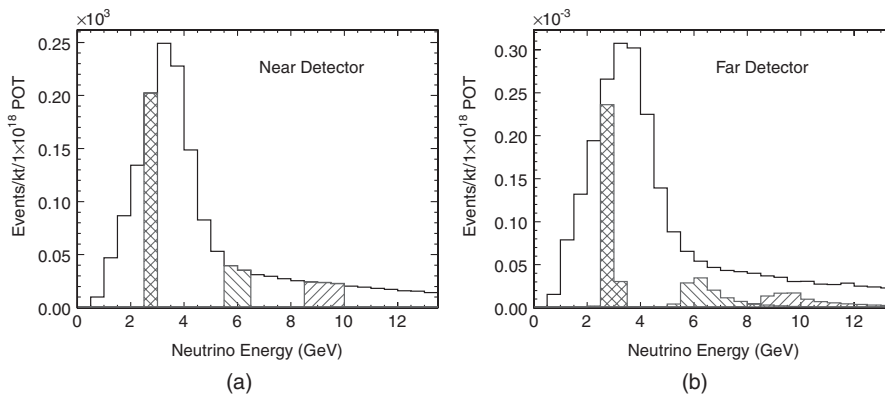 ×10³
0.25
0.20
0.15
0.10
0.05
0.00
Events/kt/1×10¹⁸ POT
Near Detector
0 2 4 6 8 10 12
Neutrino Energy (GeV)
(a)
×10⁻³
0.30
0.25
0.20
0.15
0.10
0.05
0.00
Events/kt/1×10¹⁸ POT
Far Detector
0 2 4 6 8 10 12
Neutrino Energy (GeV)
(b)